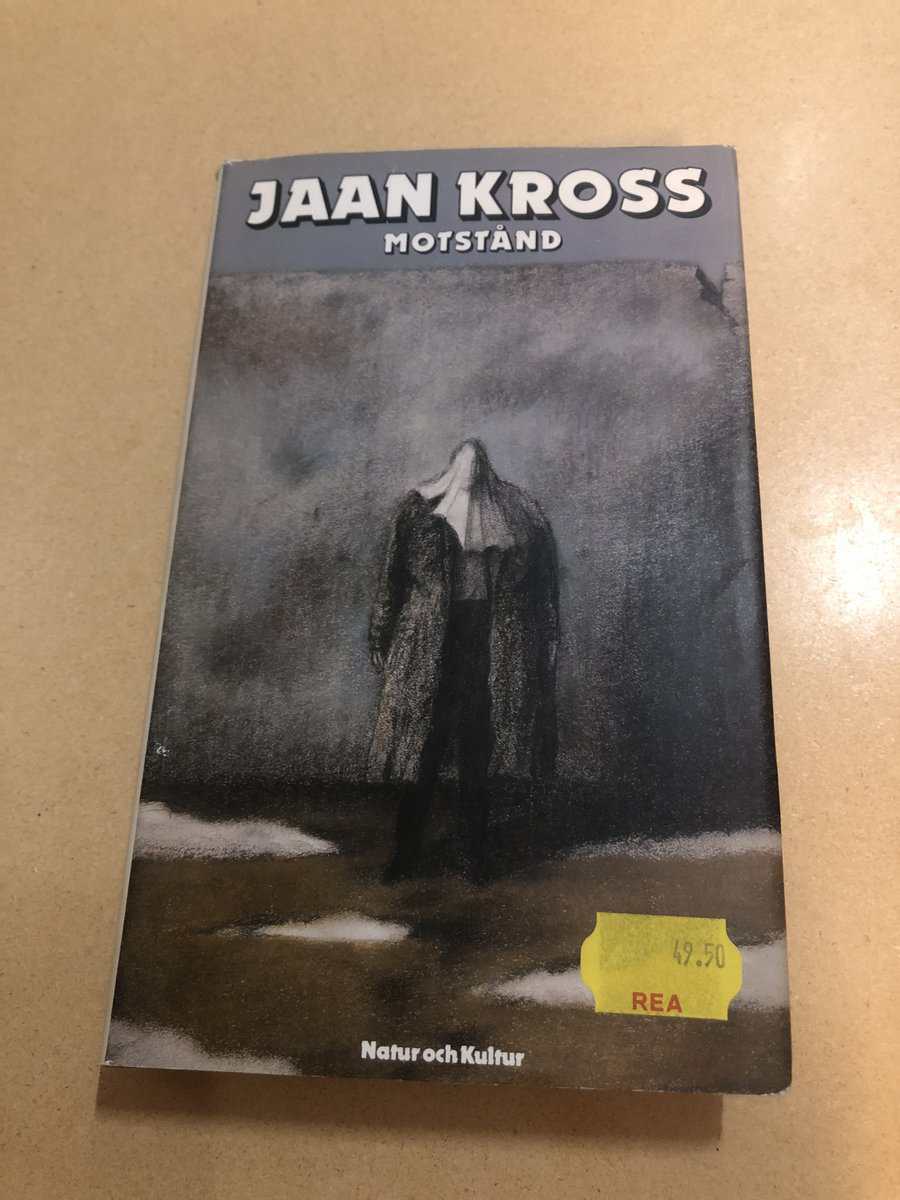 JAAN KROSS
MOTSTÅND
49.50
REA
Natur och Kultur